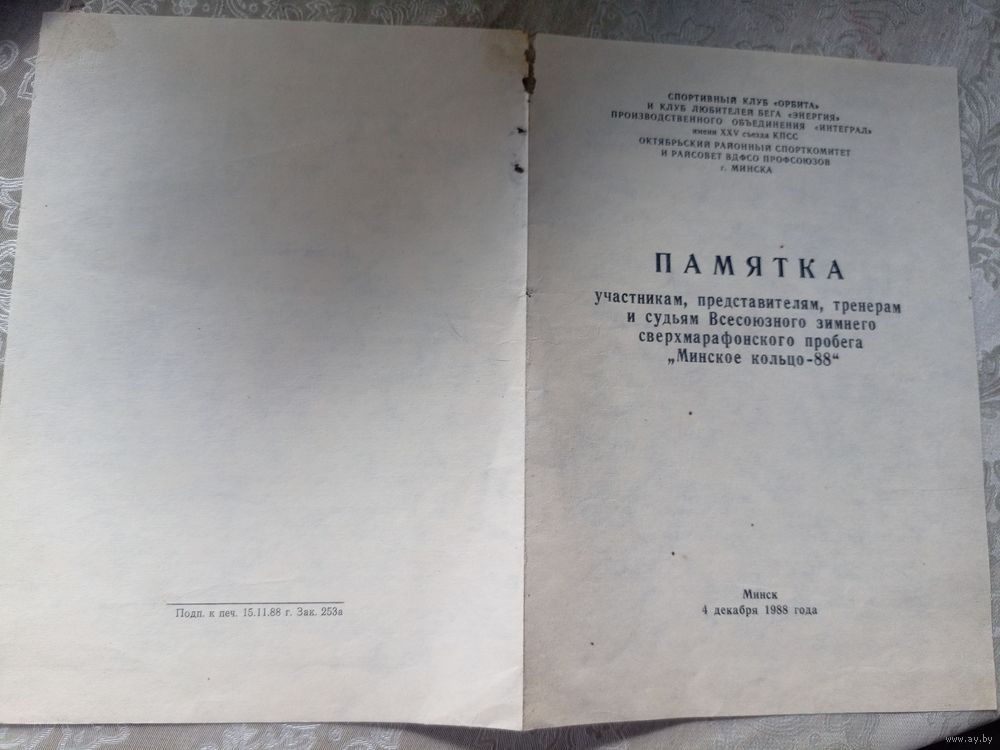 Подп. к печ. 15.11.88 г. Зак. 253а
СПОРТИВНЫЙ КЛУБ «ОРБИТА»
И КЛУБ ЛЮБИТЕЛЕЙ БЕГА «ЭНЕРГИЯ»
ПРОИЗВОДСТВЕННОГО ОБЪЕДИНЕНИЯ «ИНТЕГРАЛ»
имени XXV съезда КПСС
ОКТЯБРЬСКИЙ РАЙОННЫЙ СПОРТКОМИТЕТ
И РАЙСОВЕТ ВДФСО ПРОФСОЮЗОВ
г. МИНСКА
ПАМЯТКА
участникам, представителям, тренерам
и судьям Всесоюзного зимнего
сверхмарафонского пробега
„Минское кольцо-88“
Минск
4 декабря 1988 года
www.ay.by